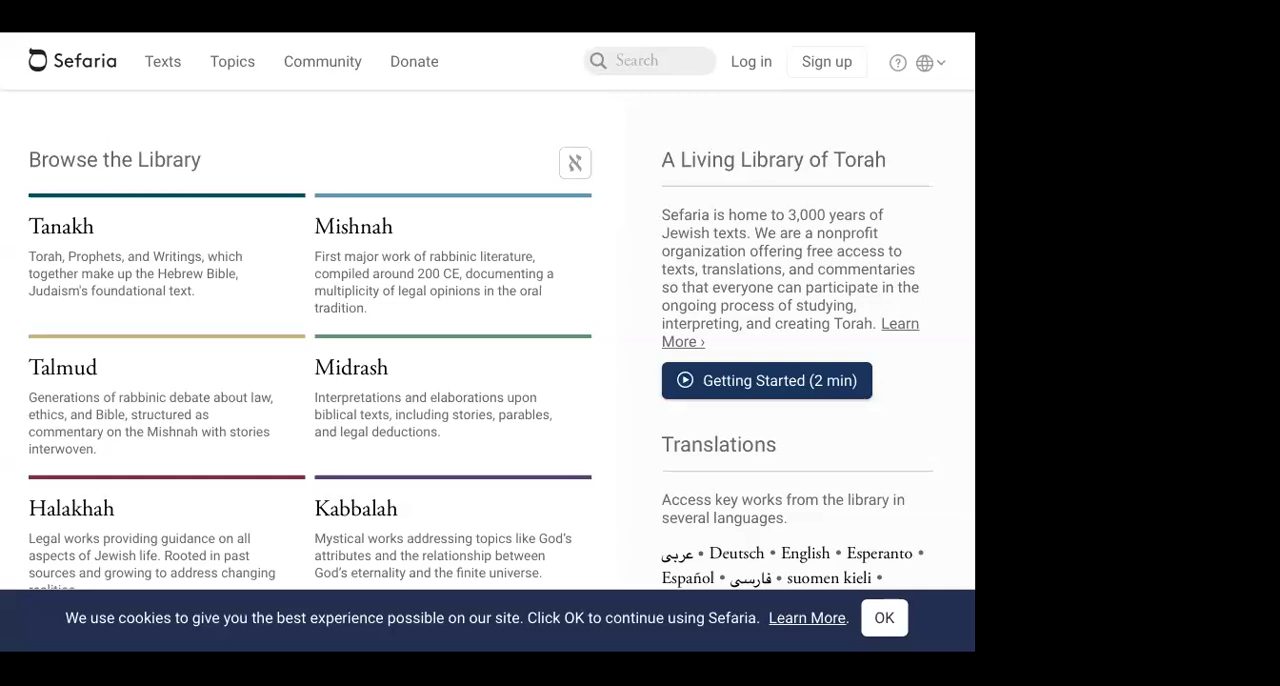 Sefaria Texts Topics Community Donate Search Log in Sign up
Browse the Library
א
Tanakh
Torah, Prophets, and Writings, which
together make up the Hebrew Bible,
Judaism's foundational text.
Mishnah
First major work of rabbinic literature,
compiled around 200 CE, documenting a
multiplicity of legal opinions in the oral
tradition.
Talmud
Generations of rabbinic debate about law,
ethics, and Bible, structured as
commentary on the Mishnah with stories
interwoven.
Midrash
Interpretations and elaborations upon
biblical texts, including stories, parables,
and legal deductions.
Halakhah
Legal works providing guidance on all
aspects of Jewish life. Rooted in past
sources and growing to address changing
Kabbalah
Mystical works addressing topics like God's
attributes and the relationship between
God's eternality and the finite universe.
A Living Library of Torah
Sefaria is home to 3,000 years of
Jewish texts. We are a nonprofit
organization offering free access to
texts, translations, and commentaries
so that everyone can participate in the
ongoing process of studying,
interpreting, and creating Torah. Learn
More ›
Getting Started (2 min)
Translations
Access key works from the library in
several languages.
عربى • Deutsch • English • Esperanto •
Español • فارسى • suomen kieli •
We use cookies to give you the best experience possible on our site. Click OK to continue using Sefaria. Learn More. OK